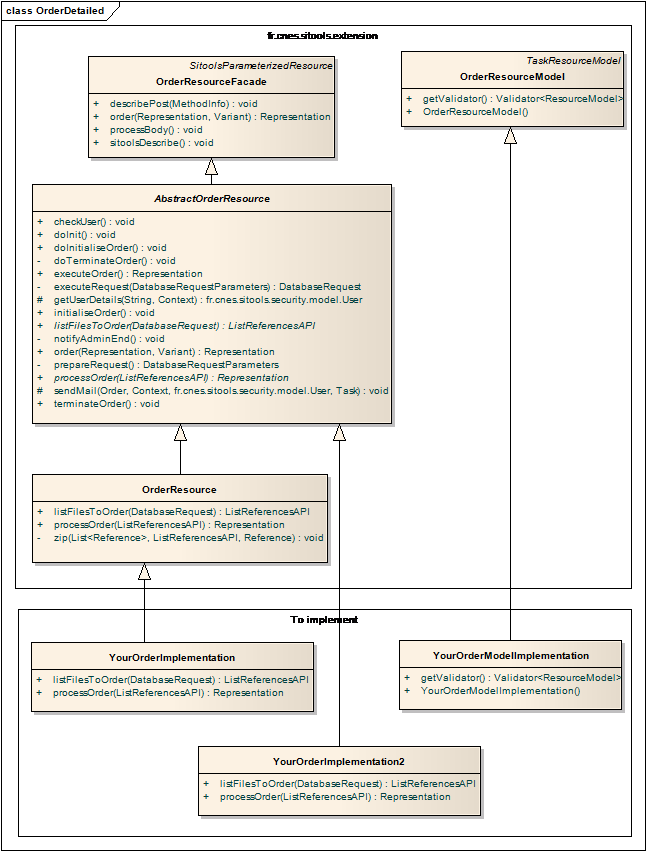 class OrderDetailed
fr.cnes.sitools.extension
SitoolsParameterizedResource
OrderResourceFacade
+ describePost(MethodInfo) : void
+ order(Representation, Variant) : Representation
+ processBody() : void
+ sitoolsDescribe() : void
TaskResourceModel
OrderResourceModel
+ getValidator() : Validator<ResourceModel>
+ OrderResourceModel()
AbstractOrderResource
+ checkUser() : void
+ doInit() : void
+ doInitialiseOrder() : void
- doTerminateOrder() : void
+ executeOrder() : Representation
- executeRequest(DatabaseRequestParameters) : DatabaseRequest
# getUserDetails(String, Context) : fr.cnes.sitools.security.model.User
+ initialiseOrder() : void
+ listFilesToOrder(DatabaseRequest) : ListReferencesAPI
- notifyAdminEnd() : void
+ order(Representation, Variant) : Representation
- prepareRequest() : DatabaseRequestParameters
+ processOrder(ListReferencesAPI) : Representation
# sendMail(Order, Context, fr.cnes.sitools.security.model.User, Task) : void
+ terminateOrder() : void
OrderResource
+ listFilesToOrder(DatabaseRequest) : ListReferencesAPI
+ processOrder(ListReferencesAPI) : Representation
- zip(List<Reference>, ListReferencesAPI, Reference) : void
To implement
YourOrderImplementation
+ listFilesToOrder(DatabaseRequest) : ListReferencesAPI
+ processOrder(ListReferencesAPI) : Representation
YourOrderModelImplementation
+ getValidator() : Validator<ResourceModel>
+ YourOrderModelImplementation()
YourOrderImplementation2
+ listFilesToOrder(DatabaseRequest) : ListReferencesAPI
+ processOrder(ListReferencesAPI) : Representation